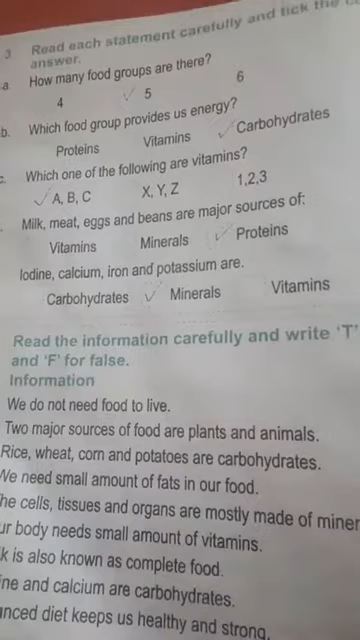 3 Read each statement carefully and tick the
answer.
a. How many food groups are there?
4 ✓ 5 6
b. Which food group provides us energy?
Proteins Vitamins ✓ Carbohydrates
c. Which one of the following are vitamins?
✓ A, B, C X, Y, Z 1,2,3
Milk, meat, eggs and beans are major sources of:
Vitamins Minerals ✓ Proteins
Iodine, calcium, iron and potassium are.
Carbohydrates ✓ Minerals Vitamins
Read the information carefully and write 'T'
and 'F' for false.
Information
We do not need food to live.
Two major sources of food are plants and animals.
Rice, wheat, corn and potatoes are carbohydrates.
We need small amount of fats in our food.
he cells, tissues and organs are mostly made of miner
ur body needs small amount of vitamins.
k is also known as complete food.
ine and calcium are carbohydrates.
anced diet keeps us healthy and strong.